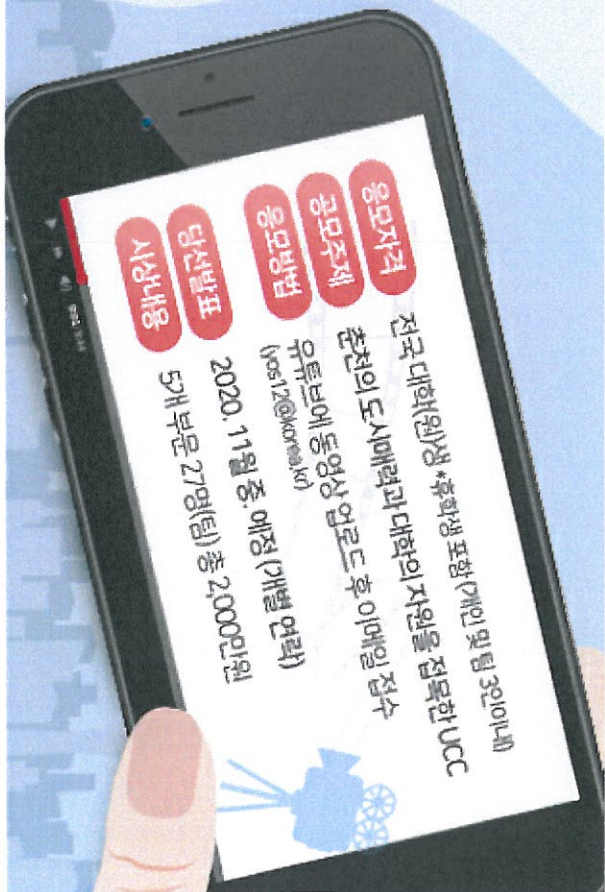 응모자격 전국 대학(원)생 *휴학생 포함 (개인 및 팀 3인이내)
공모주제 춘천의 도시매력과 대학의 자원을 접목한 UCC
응모방법 유튜브에 동영상 업로드 후 이메일 접수
(yos12@korea.kr)
당선발표 2020. 11월 중. 예정 (개별 연락)
시상내용 5개 부문 27명(팀) 총 2,000만원